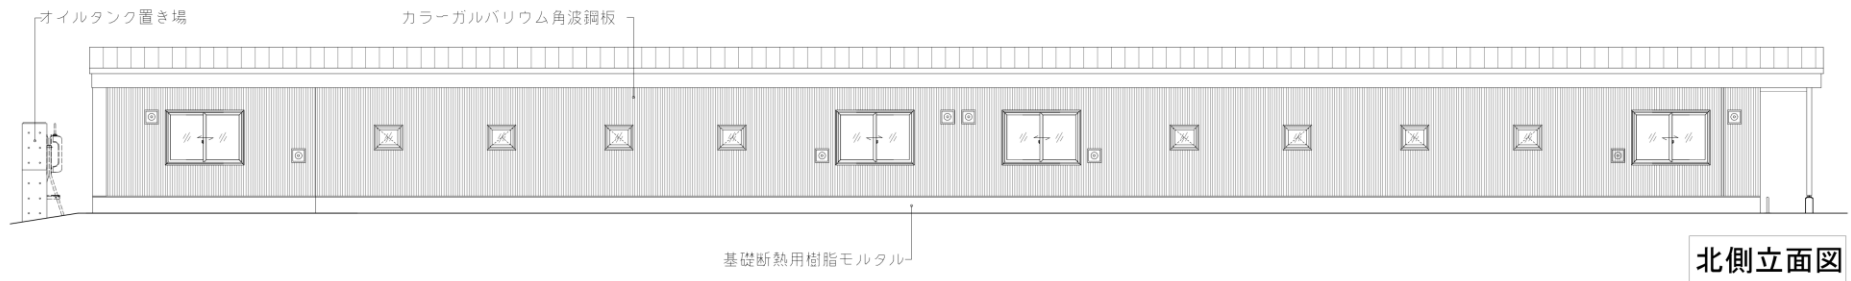 オイルタンク置き場
カラーガルバリウム角波鋼板
基礎断熱用樹脂モルタル
北側立面図